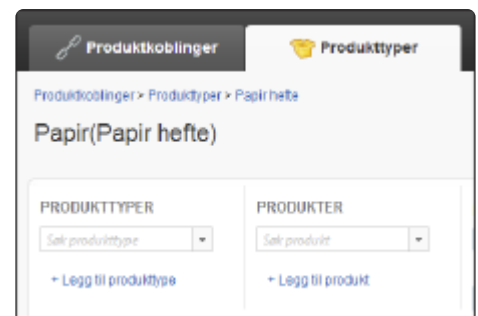 Produktkoblinger Produkttyper
Produktkoblinger > Produkttyper > Papir hefte
Papir(Papir hefte)
PRODUKTTYPER PRODUKTER
Søk produkttype Søk produkt
+ Legg til produkttype + Legg til produkt